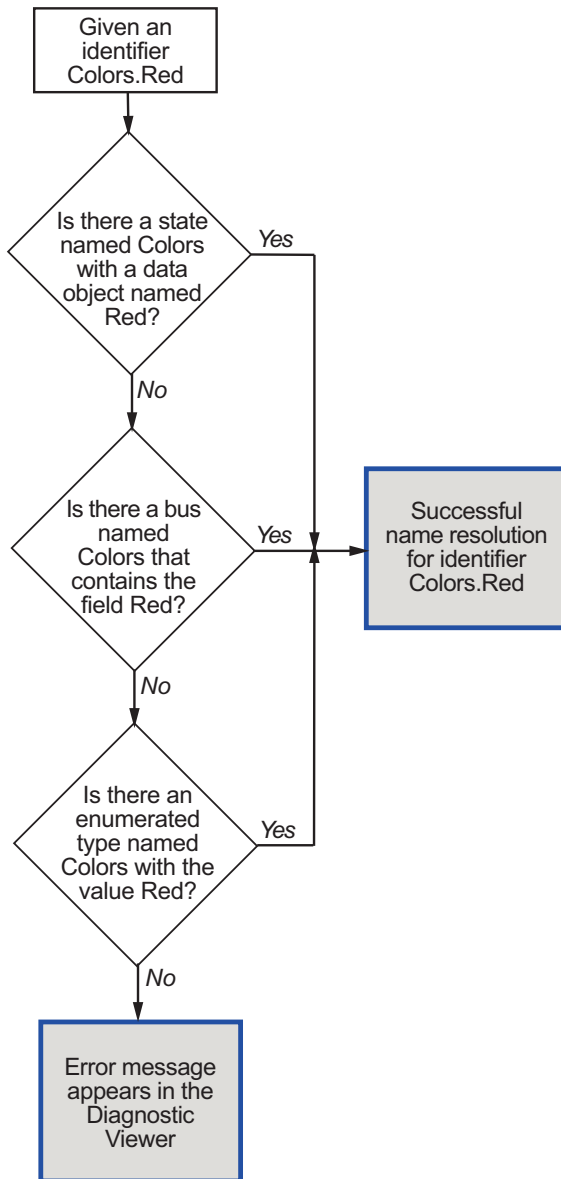 Given an
identifier
Colors.Red
Is there a state
named Colors
with a data
object named
Red?
Yes
No
Is there a bus
named
Colors that
contains the
field Red?
Yes
Successful
name resolution
for identifier
Colors.Red
No
Is there an
enumerated
type named
Colors with the
value Red?
Yes
No
Error message
appears in the
Diagnostic
Viewer